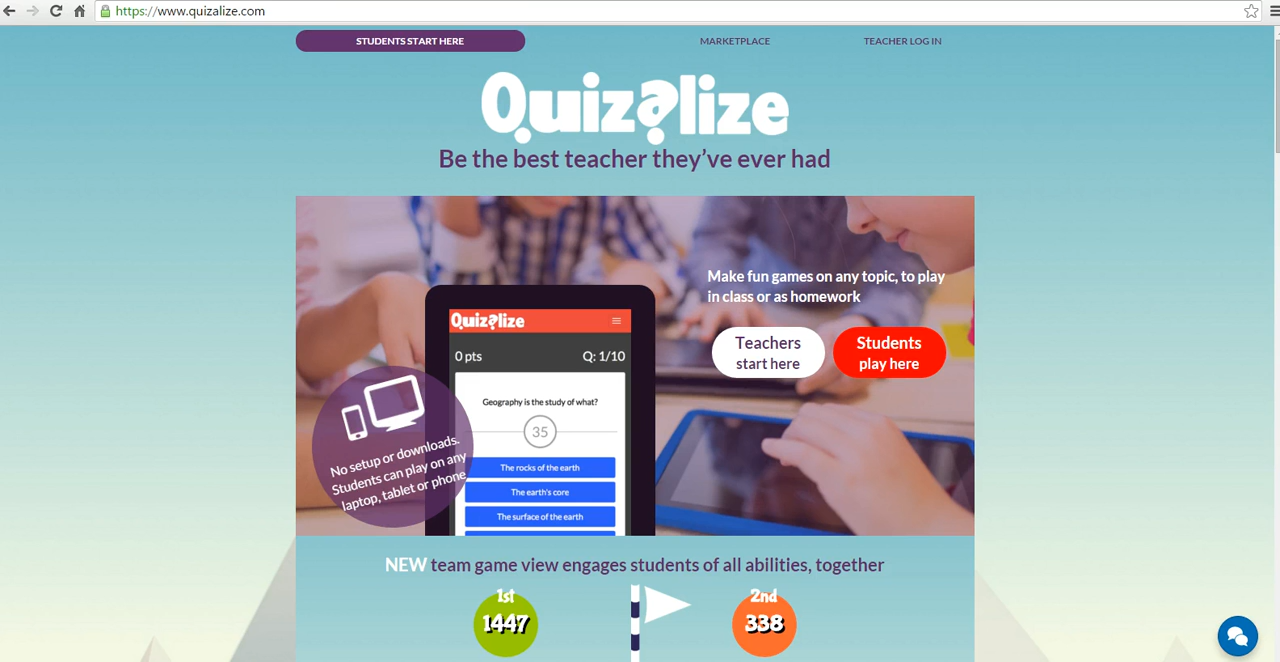 https://www.quizalize.com
STUDENTS START HERE
MARKETPLACE
TEACHER LOG IN
Quizalize
Be the best teacher they've ever had
Make fun games on any topic, to play
in class or as homework
Teachers
start here
Students
play here
Quizalize
0 pts
Q: 1/10
Geography is the study of what?
35
The rocks of the earth
The earth's core
The surface of the earth
No setup or downloads.
Students can play on any
laptop, tablet or phone
NEW team game view engages students of all abilities, together
1st
1447
2nd
338